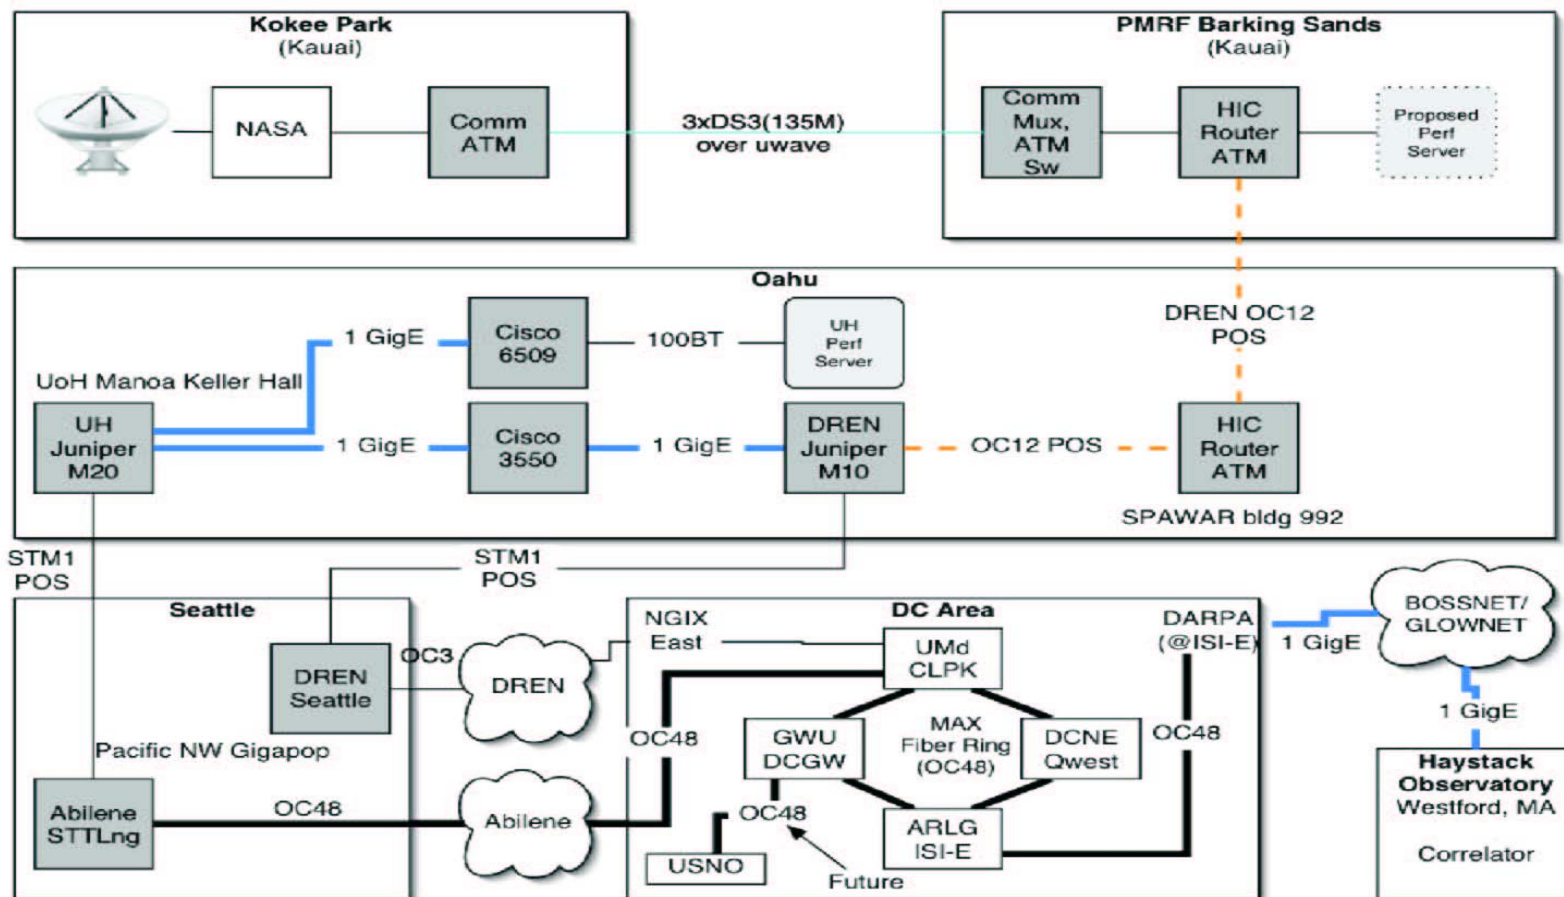 Kokee Park
(Kauai)
NASA
Comm
ATM
3xDS3(135M)
over uwave
PMRF Barking Sands
(Kauai)
Comm
Mux,
ATM
Sw
HIC
Router
ATM
Proposed
Perf
Server
Oahu
1 GigE
Cisco
6509
100BT
UH
Perf
Server
DREN OC12
POS
UoH Manoa Keller Hall
UH
Juniper
M20
1 GigE
Cisco
3550
1 GigE
DREN
Juniper
M10
OC12 POS
HIC
Router
ATM
SPAWAR bldg 992
STM1
POS
STM1
POS
Seattle
DREN
Seattle
OC3
DREN
Pacific NW Gigapop
Abilene
STTLng
OC48
Abilene
DC Area
NGIX
East
UMd
CLPK
DARPA
(@ISI-E)
OC48
GWU
DCGW
MAX
Fiber Ring
(OC48)
DCNE
Qwest
OC48
OC48
ARLG
ISI-E
USNO
Future
1 GigE
BOSSNET/
GLOWNET
1 GigE
Haystack
Observatory
Westford, MA
Correlator